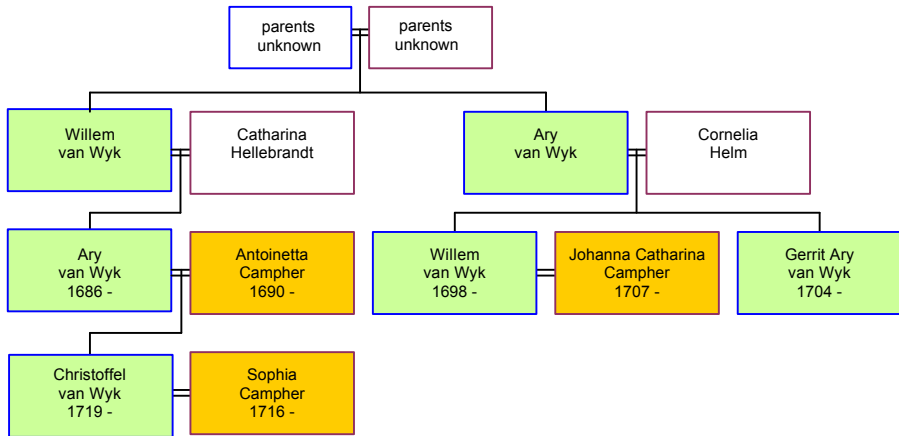 parents
unknown
parents
unknown
Willem
van Wyk
Catharina
Hellebrandt
Ary
van Wyk
Cornelia
Helm
Ary
van Wyk
1686 -
Antoinetta
Campher
1690 -
Willem
van Wyk
1698 -
Johanna Catharina
Campher
1707 -
Gerrit Ary
van Wyk
1704 -
Christoffel
van Wyk
1719 -
Sophia
Campher
1716 -